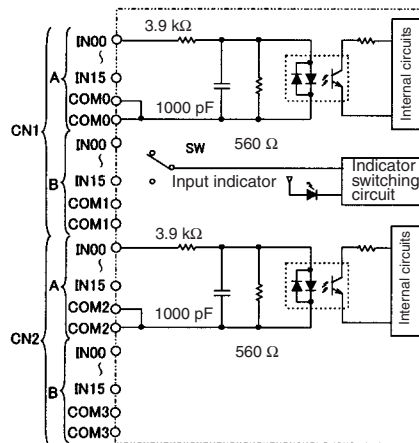 3.9 kΩ
IN00
A
IN15
COM0
COM0
1000 pF
560 Ω
Internal circuits
CN1
IN00
B
IN15
COM1
COM1
SW
Input indicator
Indicator
switching
circuit
3.9 kΩ
IN00
A
IN15
COM2
COM2
1000 pF
560 Ω
Internal circuits
CN2
IN00
B
IN15
COM3
COM3